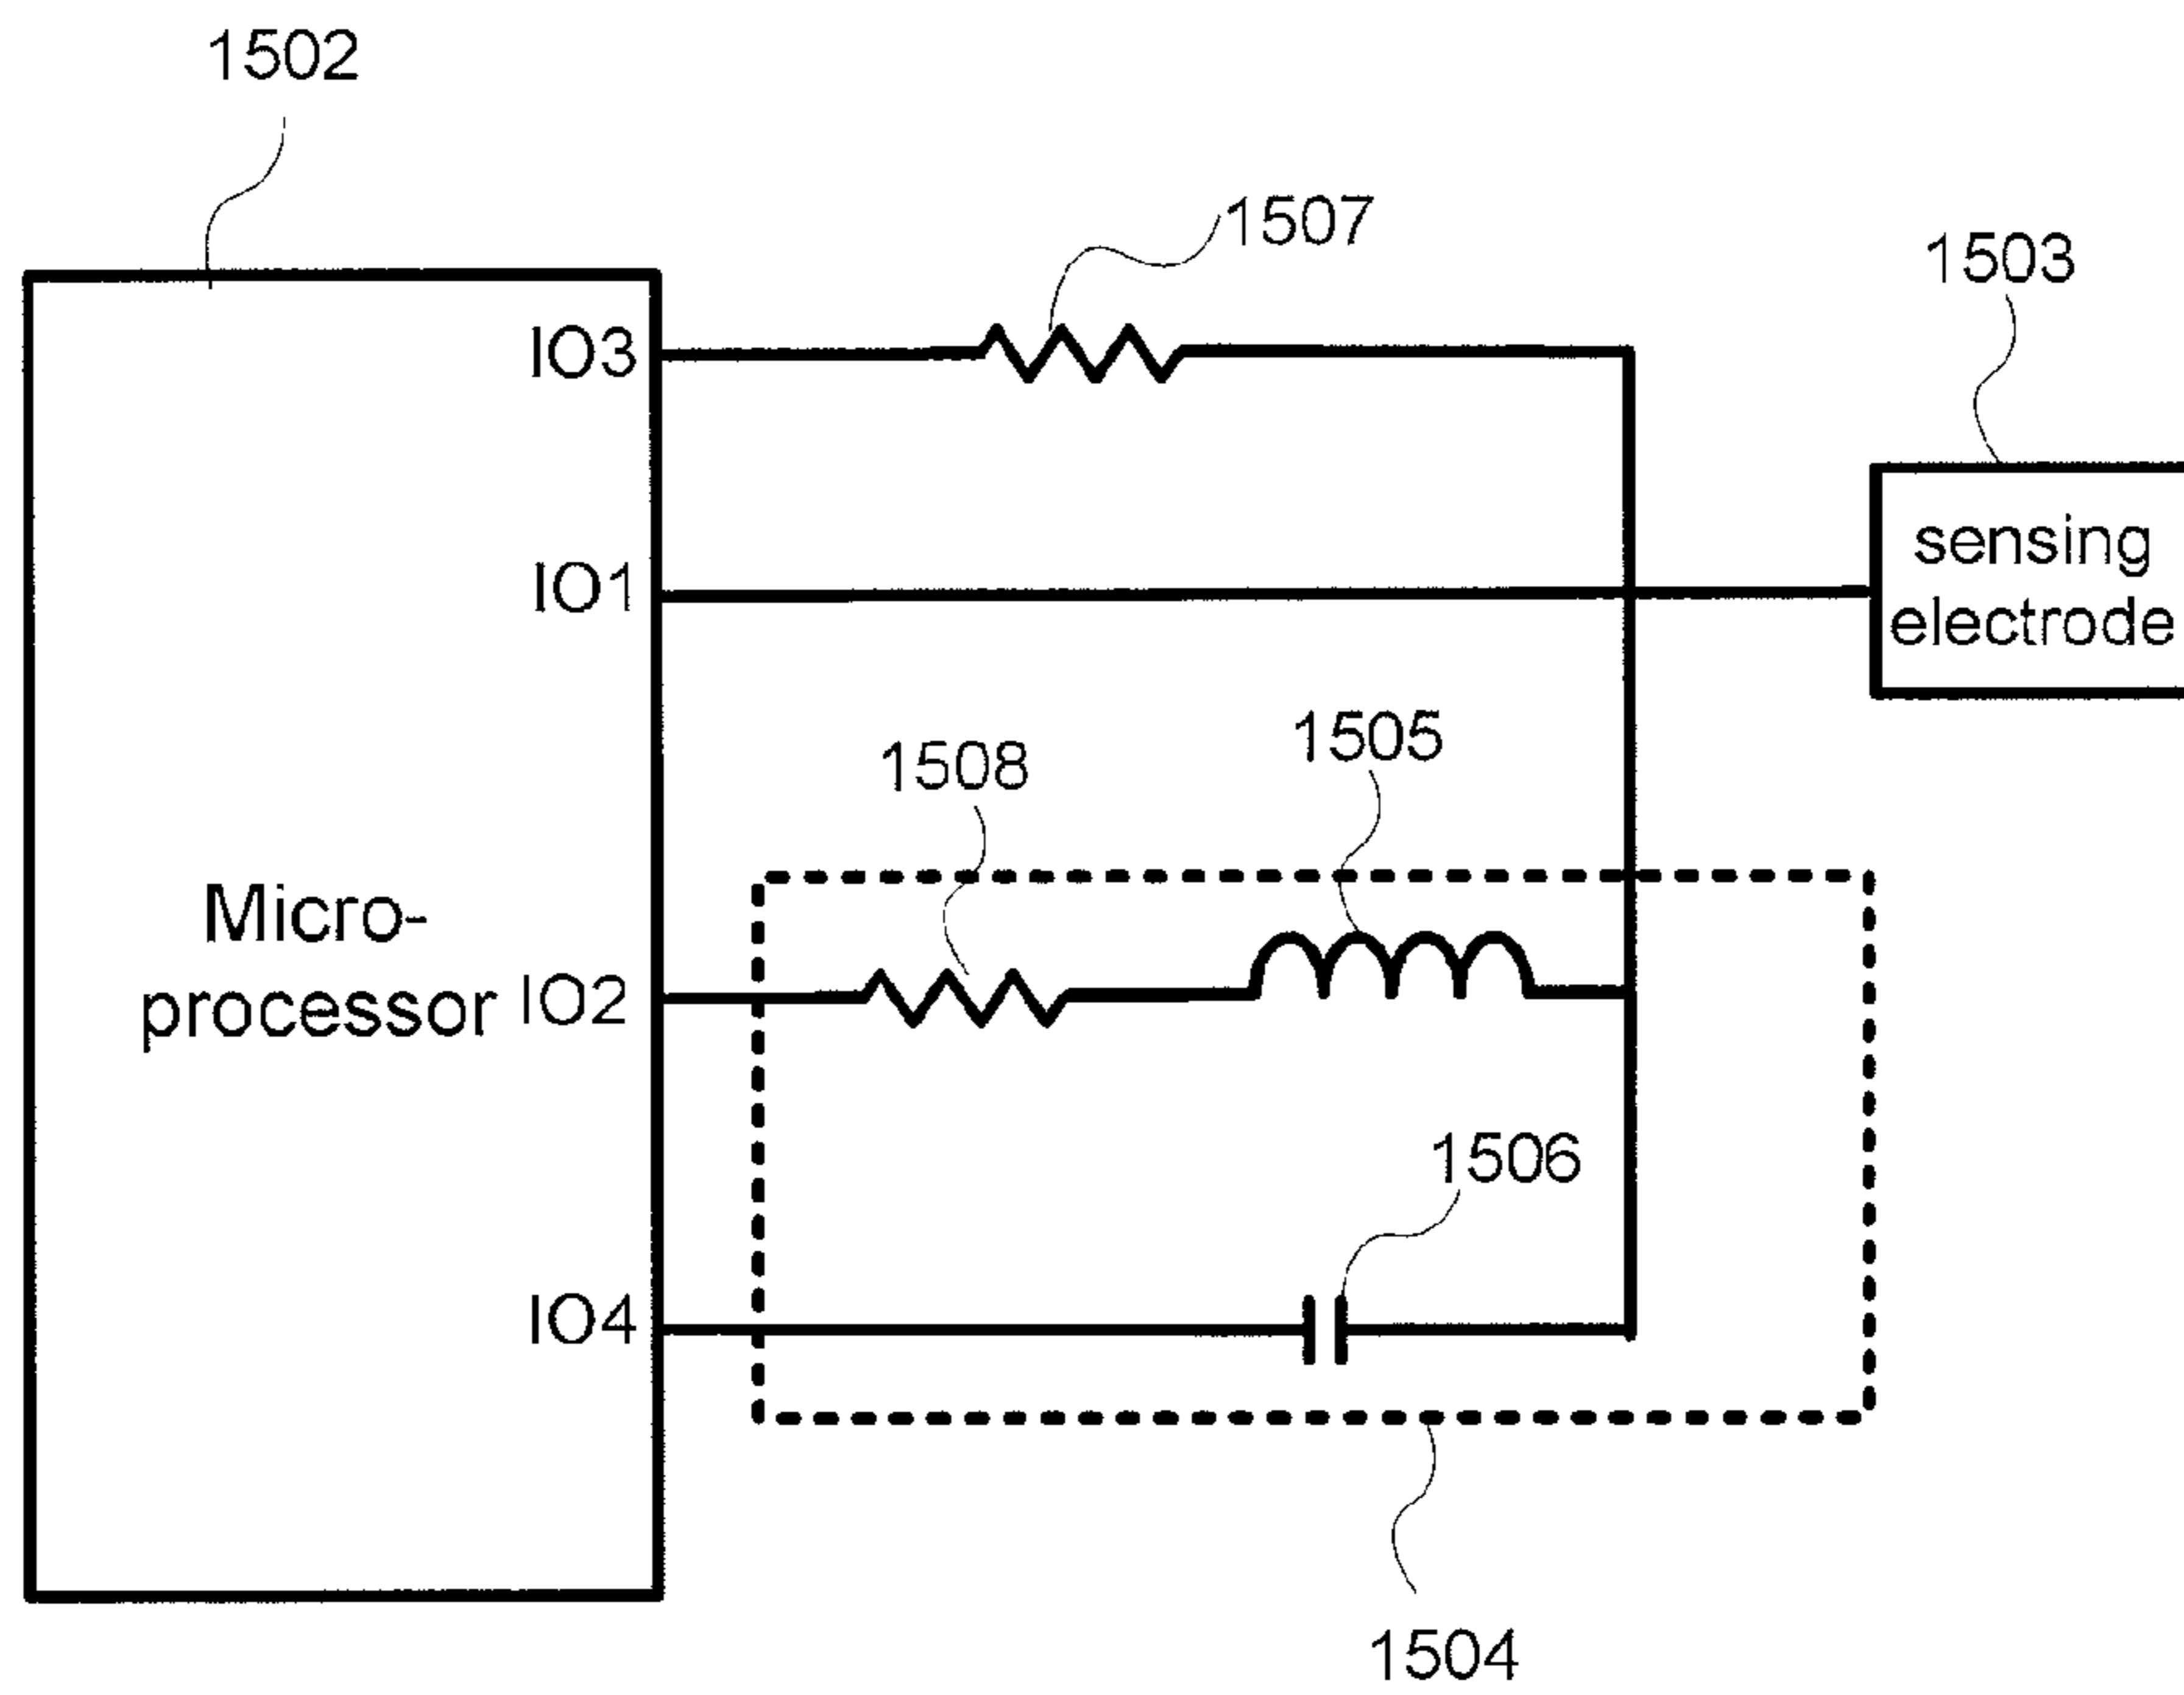 1502
1507
1503
IO3
IO1
sensing
electrode
1505
1508
Micro-
processor
IO2
1506
IO4
1504